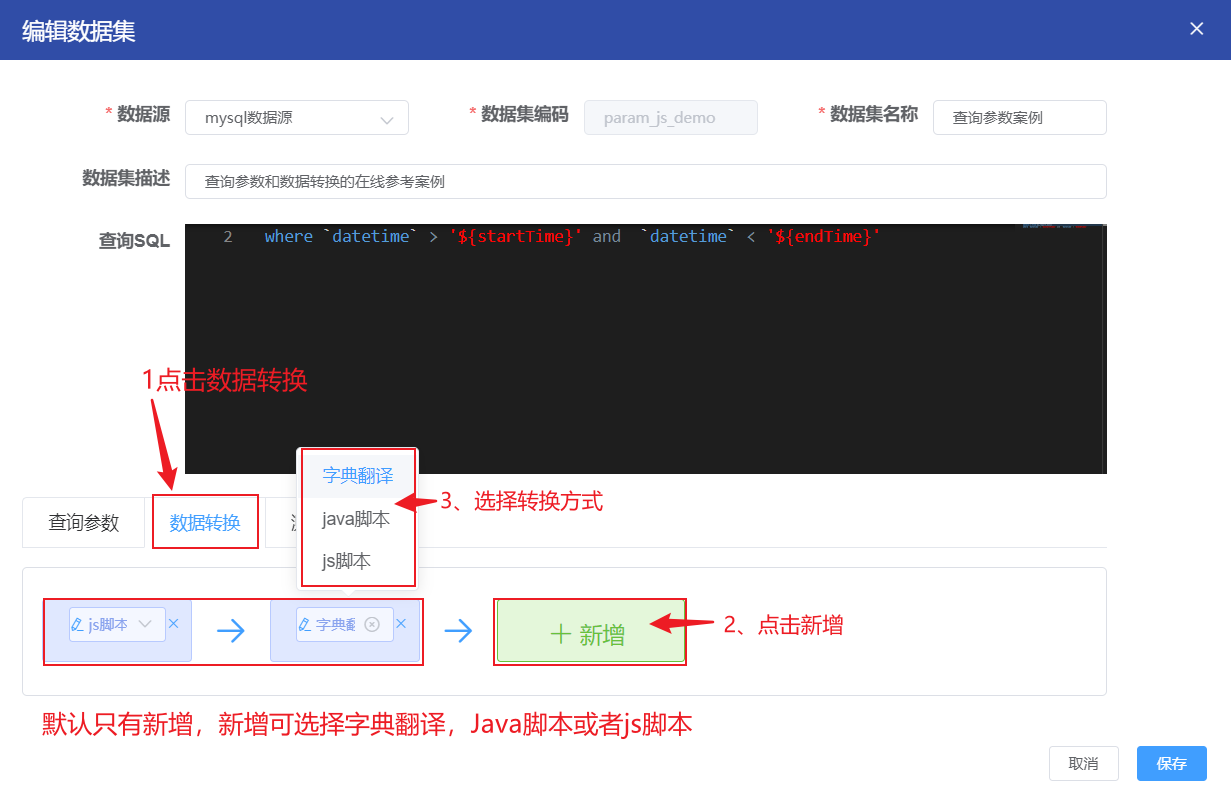 编辑数据集
* 数据源 mysql数据源 * 数据集编码 param_js_demo * 数据集名称 查询参数案例
数据集描述 查询参数和数据转换的在线参考案例
查询SQL 2 where `datetime` > '${startTime}' and `datetime` < '${endTime}'
1点击数据转换
字典翻译
java脚本
js脚本
3、选择转换方式
查询参数 数据转换
js脚本 字典 新增
2、点击新增
默认只有新增，新增可选择字典翻译，Java脚本或者js脚本
取消 保存